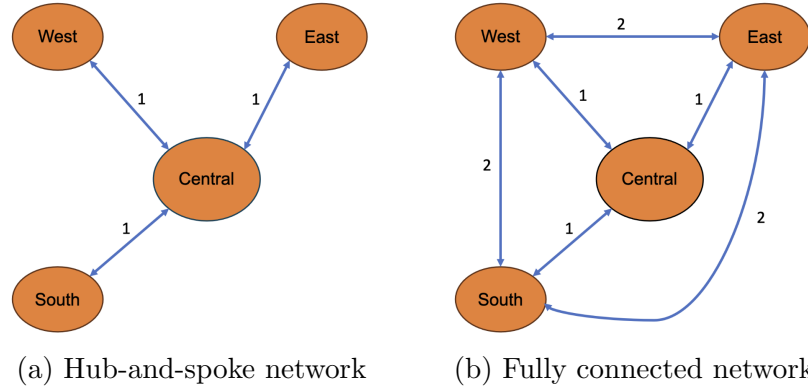 West
East
1
1
Central
1
South
(a) Hub-and-spoke network
West
2
East
1
1
2
Central
1
2
South
(b) Fully connected network